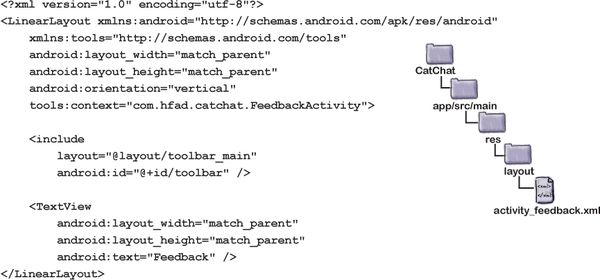 <?xml version="1.0" encoding="utf-8"?>
<LinearLayout xmlns:android="http://schemas.android.com/apk/res/android"
    xmlns:tools="http://schemas.android.com/tools"
    android:layout_width="match_parent"
    android:layout_height="match_parent"
    android:orientation="vertical"
    tools:context="com.hfad.catchat.FeedbackActivity">

    <include
        layout="@layout/toolbar_main"
        android:id="@+id/toolbar" />

    <TextView
        android:layout_width="match_parent"
        android:layout_height="match_parent"
        android:text="Feedback" />
</LinearLayout>
CatChat
app/src/main
res
layout
<xml>
</xml>
activity_feedback.xml